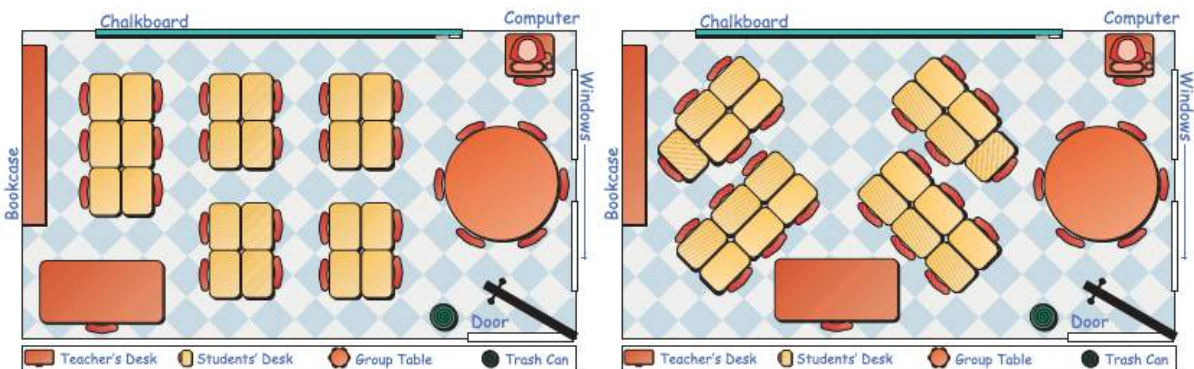 Chalkboard
Computer
Windows
Bookcase
Door
Teacher's Desk Students' Desk Group Table Trash Can
Chalkboard
Computer
Windows
Bookcase
Door
Teacher's Desk Students' Desk Group Table Trash Can